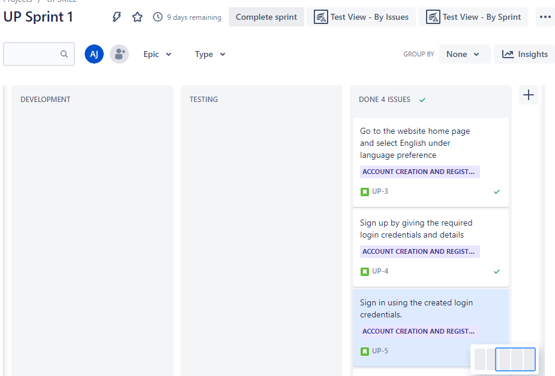 Projects / UPSKILL
UP Sprint 1
9 days remaining
Complete sprint
Test View - By Issues
Test View - By Sprint
AJ
Epic
Type
GROUP BY
None
Insights
DEVELOPMENT
TESTING
DONE 4 ISSUES
Go to the website home page
and select English under
language preference
ACCOUNT CREATION AND REGIST...
UP-3
Sign up by giving the required
login credentials and details
ACCOUNT CREATION AND REGIST...
UP-4
Sign in using the created login
credentials.
ACCOUNT CREATION AND REGIST...
UP-5